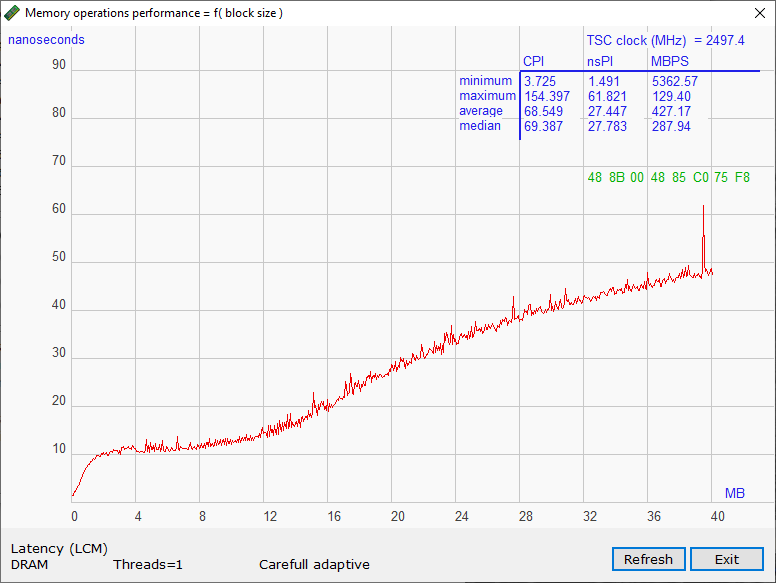 Memory operations performance = f( block size )
nanoseconds
TSC clock (MHz) = 2497.4
CPI nsPI MBPS
minimum 3.725 1.491 5362.57
maximum 154.397 61.821 129.40
average 68.549 27.447 427.17
median 69.387 27.783 287.94
48 8B 00 48 85 C0 75 F8
90
80
70
60
50
40
30
20
10
MB
0 4 8 12 16 20 24 28 32 36 40
Latency (LCM)
DRAM Threads=1 Carefull adaptive
Refresh Exit